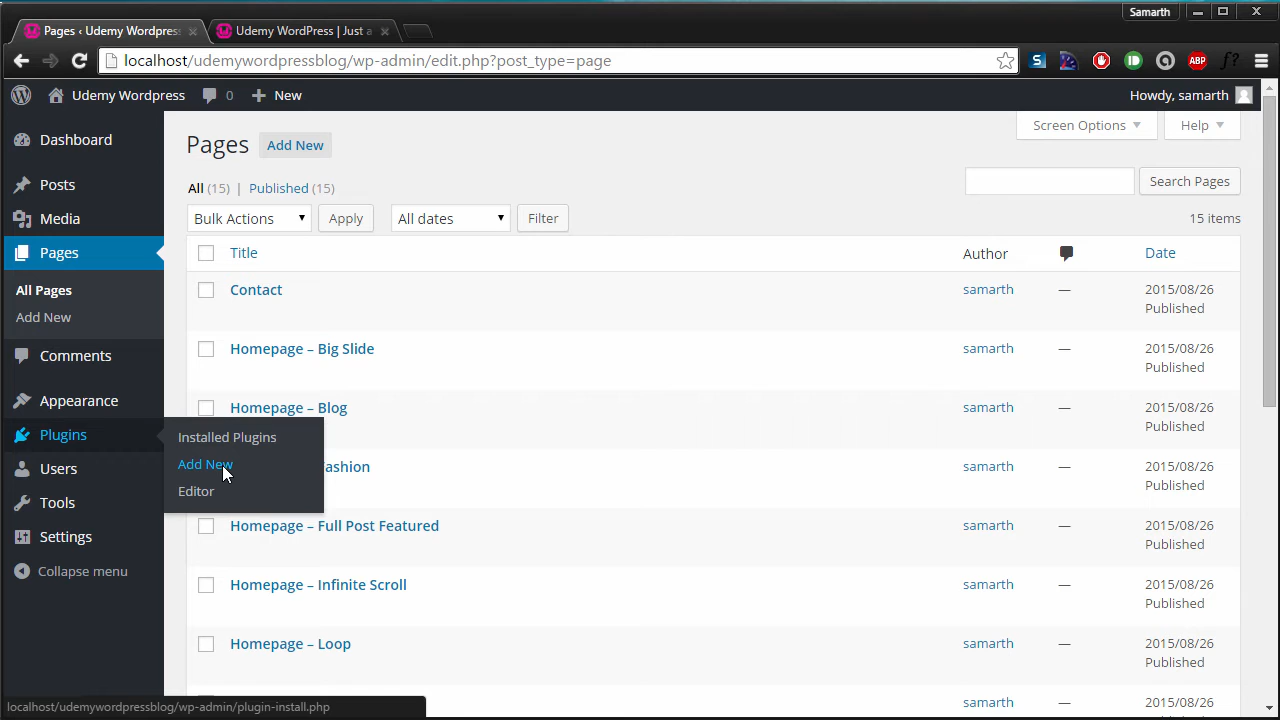 Samarth
Pages ‹ Udemy Wordpress
Udemy WordPress | Just a
localhost/udemywordpressblog/wp-admin/edit.php?post_type=page
ABP
f?
Udemy Wordpress 0 New
Howdy, samarth
Dashboard
Posts
Media
Pages
All Pages
Add New
Comments
Appearance
Plugins
Users
Tools
Settings
Collapse menu
Installed Plugins
Add New
Editor
Screen Options
Help
Pages Add New
All (15) | Published (15)
Search Pages
Bulk Actions Apply All dates Filter
15 items
Title Author Date
Contact samarth — 2015/08/26
Published
Homepage – Big Slide samarth — 2015/08/26
Published
Homepage – Blog samarth — 2015/08/26
Published
ashion samarth — 2015/08/26
Published
Homepage – Full Post Featured samarth — 2015/08/26
Published
Homepage – Infinite Scroll samarth — 2015/08/26
Published
Homepage – Loop samarth — 2015/08/26
Published
samarth — 2015/08/26
localhost/udemywordpressblog/wp-admin/plugin-install.php